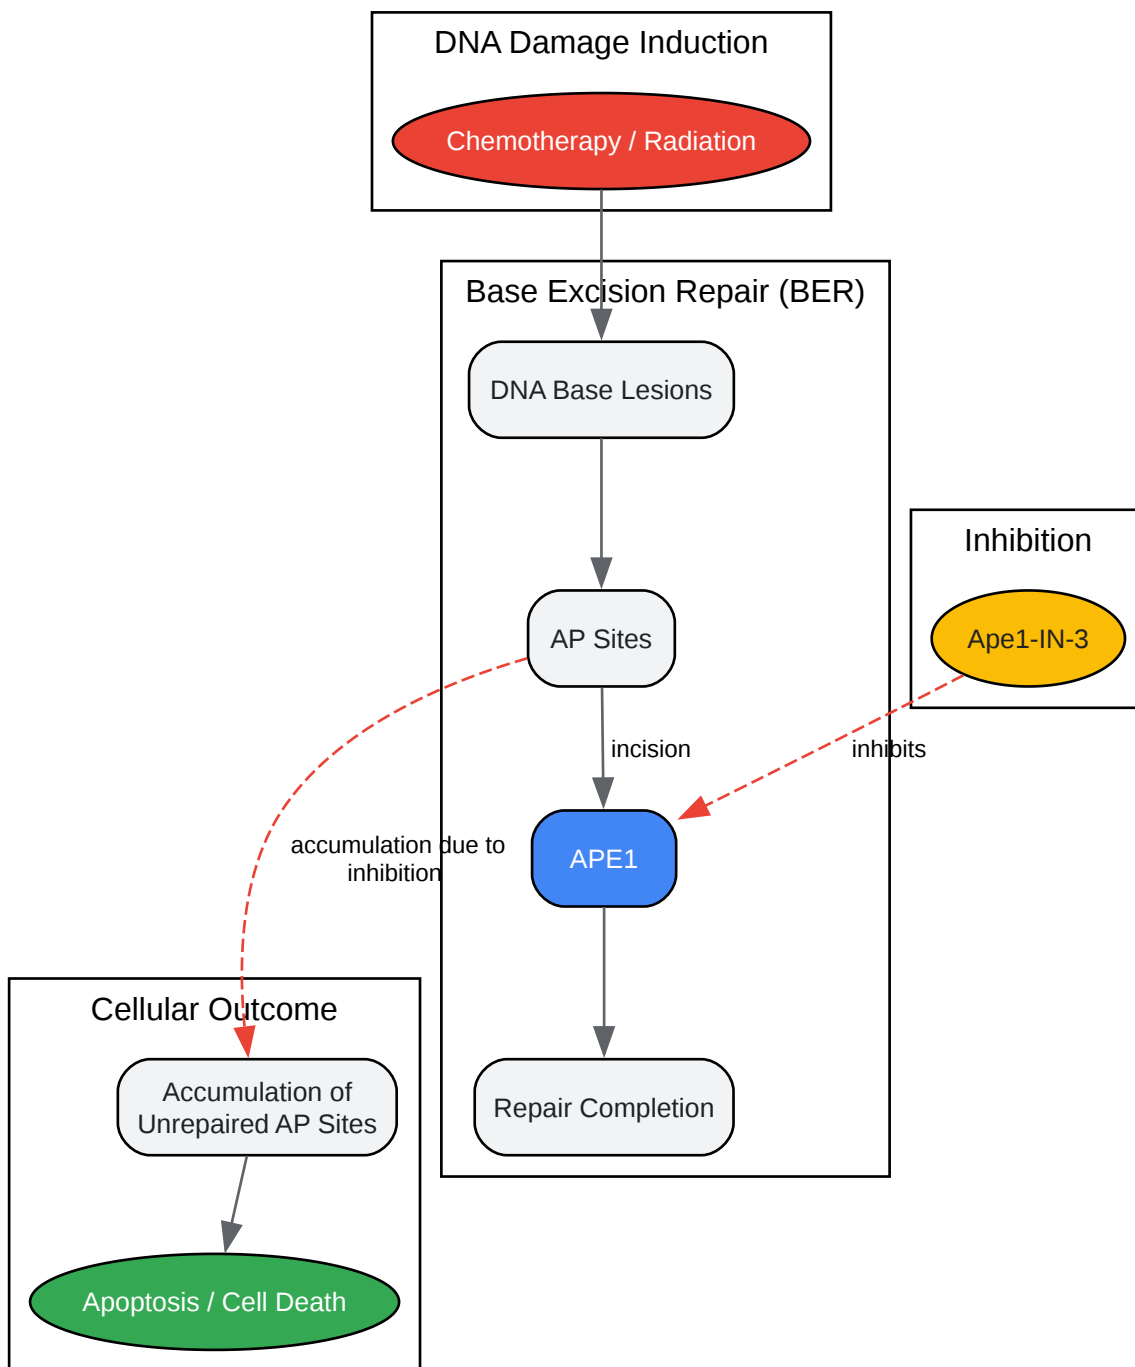 DNA Damage Induction
Chemotherapy / Radiation
Base Excision Repair (BER)
DNA Base Lesions
Inhibition
AP Sites
Ape1-IN-3
incision
inhibits
accumulation due to
inhibition
APE1
Cellular Outcome
Accumulation of
Unrepaired AP Sites
Repair Completion
Apoptosis / Cell Death